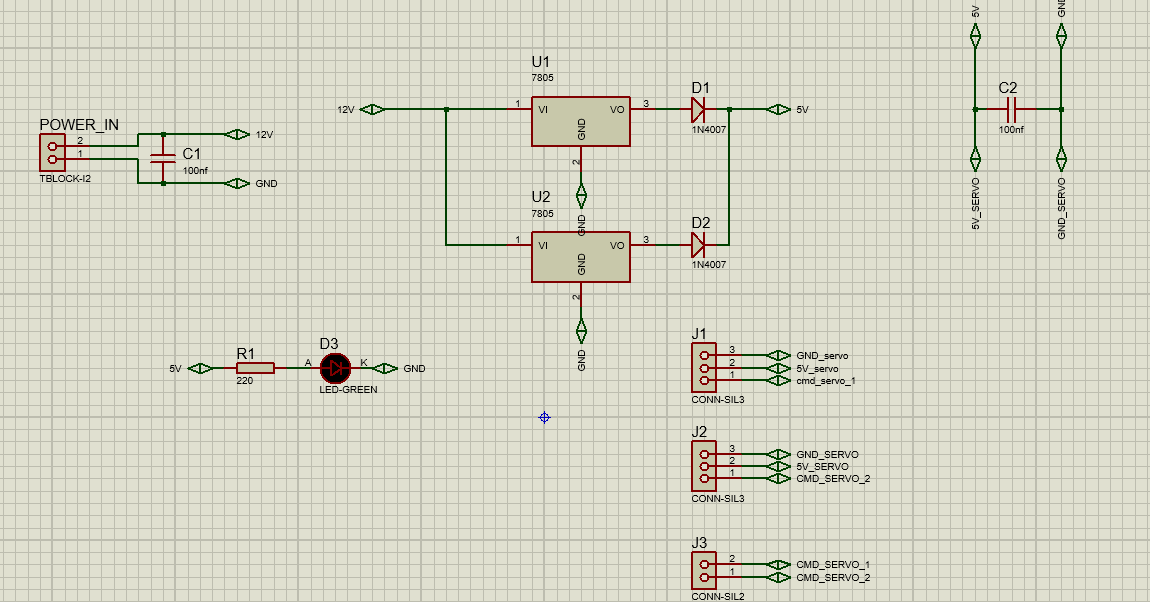 POWER_IN
2
1
TBLOCK-I2
C1
100nf
12V
GND
12V
U1
7805
1
VI
VO
3
GND
2
GND
D1
1N4007
5V
U2
7805
1
VI
VO
3
GND
2
GND
D2
1N4007
5V
GND
C2
100nf
5V_SERVO
GND_SERVO
5V
R1
220
D3
A
K
LED-GREEN
GND
J1
3
GND_servo
2
5V_servo
1
cmd_servo_1
CONN-SIL3
J2
3
GND_SERVO
2
5V_SERVO
1
CMD_SERVO_2
CONN-SIL3
J3
2
CMD_SERVO_1
1
CMD_SERVO_2
CONN-SIL2